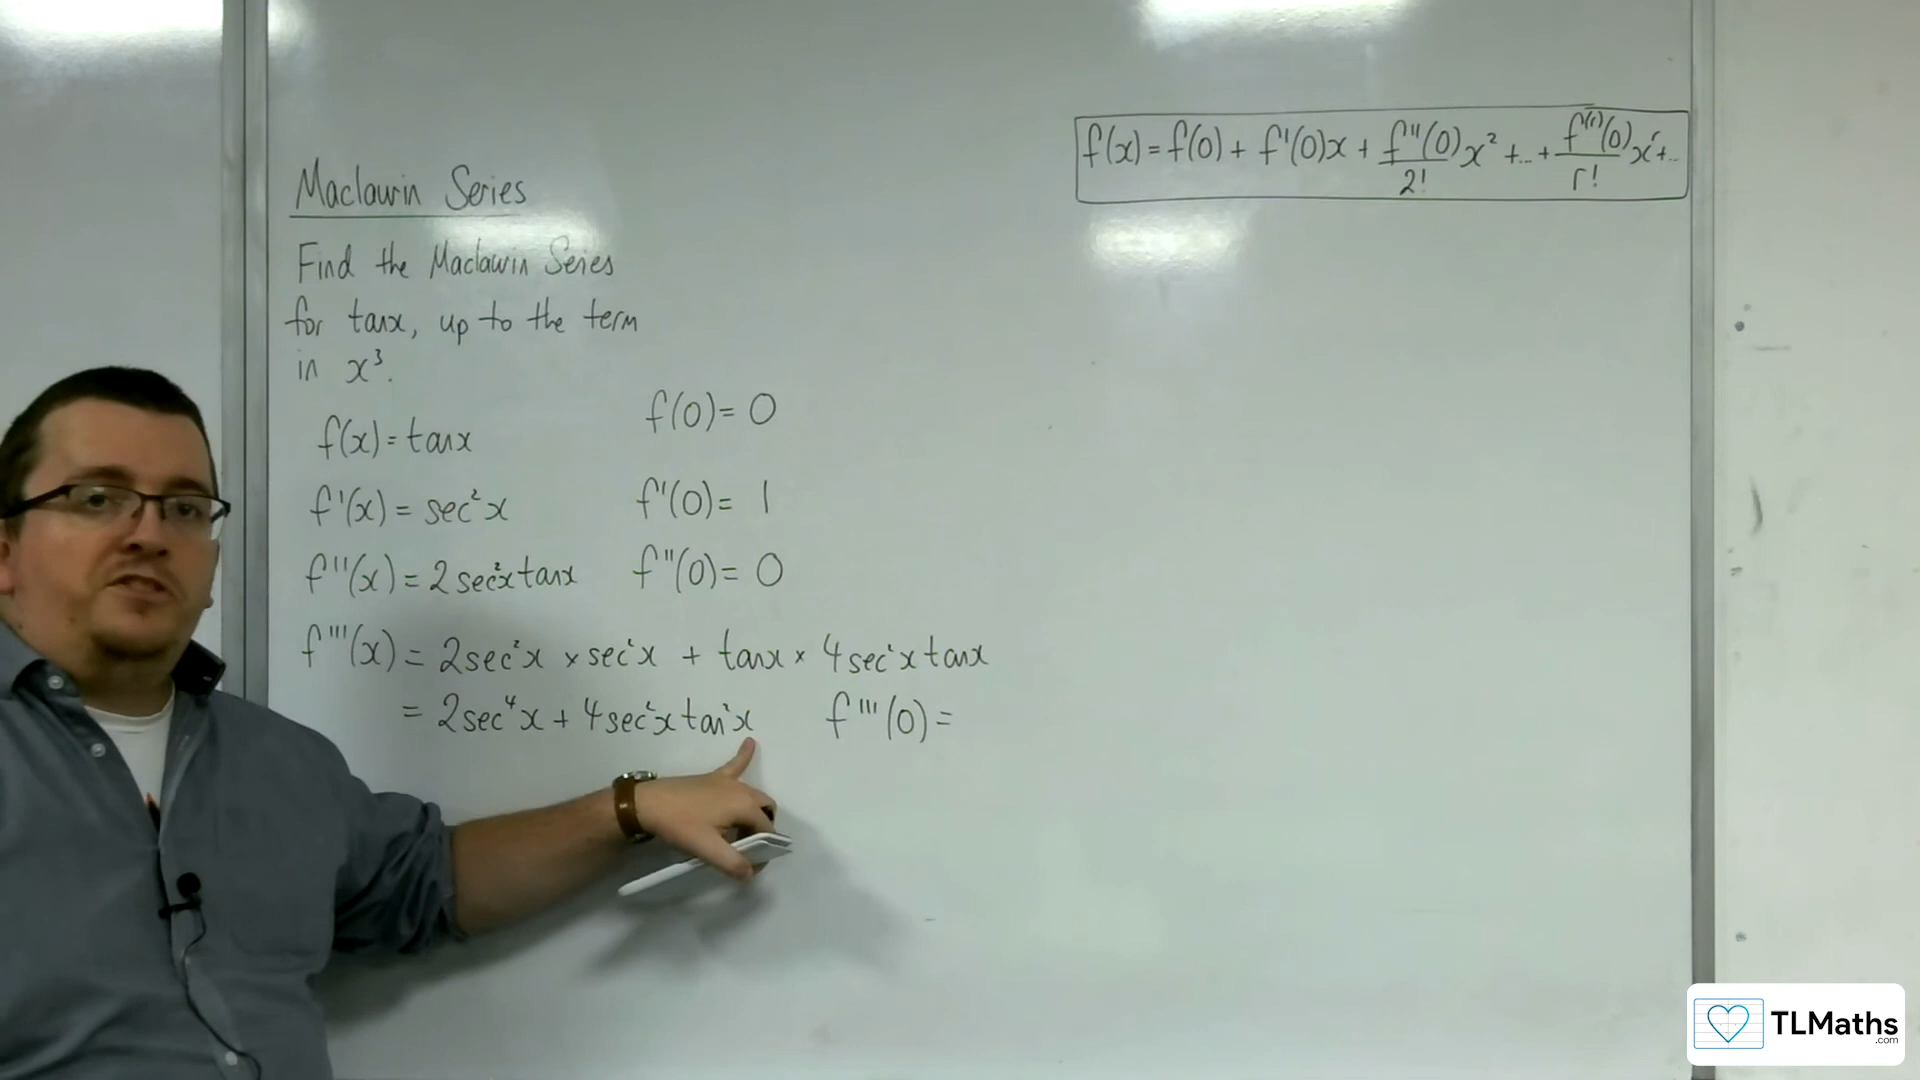 f(x) = f(0) + f'(0)x + f''(0)/2! x² + ... + f⁽ʳ⁾(0)/r! xʳ + ...
Maclaurin Series
Find the Maclaurin Series
for tanx, up to the term
in x³.
f(x) = tanx f(0) = 0
f'(x) = sec²x f'(0) = 1
f''(x) = 2sec²x tanx f''(0) = 0
f'''(x) = 2sec²x × sec²x + tanx × 4sec²x tanx
= 2sec⁴x + 4sec²x tan²x f'''(0) =
TLMaths
.com